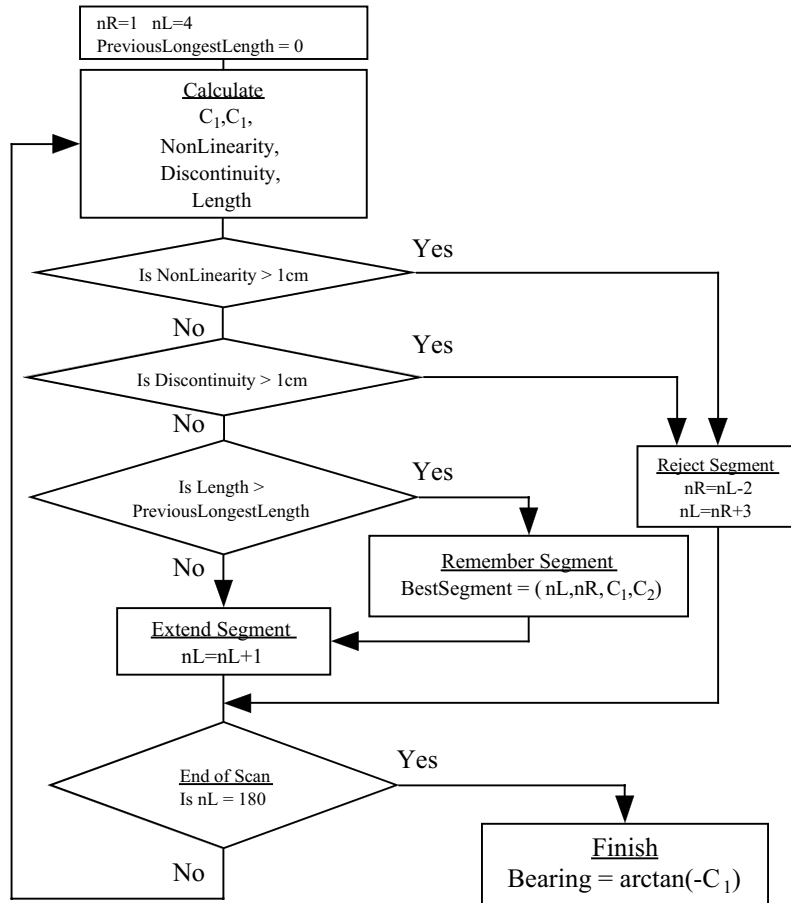 nR=1 nL=4
PreviousLongestLength = 0
Calculate
C₁,C₁,
NonLinearity,
Discontinuity,
Length
Is NonLinearity > 1cm
Yes
No
Is Discontinuity > 1cm
Yes
No
Is Length >
PreviousLongestLength
Yes
No
Reject Segment
nR=nL-2
nL=nR+3
Remember Segment
BestSegment = ( nL,nR, C₁,C₂)
Extend Segment
nL=nL+1
End of Scan
Is nL = 180
Yes
No
Finish
Bearing = arctan(-C₁)